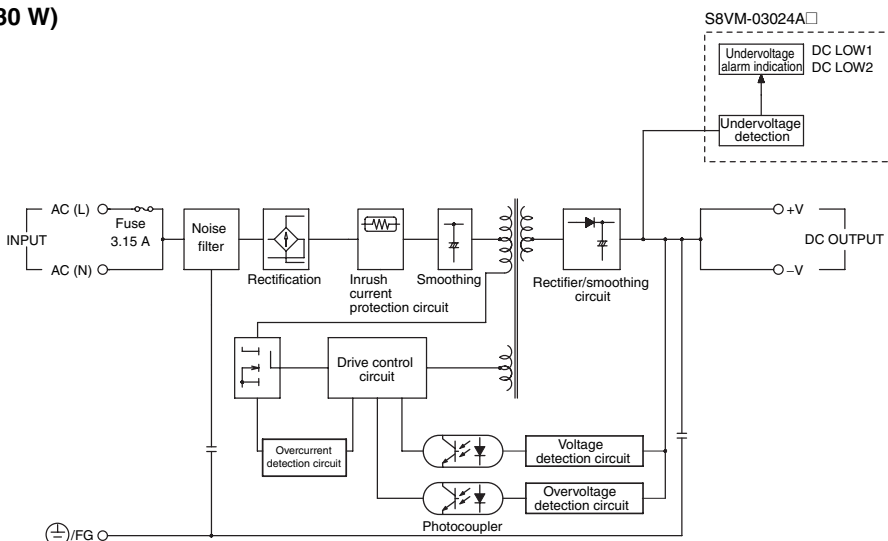 30 W)
S8VM-03024A□
Undervoltage
alarm indication
DC LOW1
DC LOW2
Undervoltage
detection
INPUT
AC (L)
Fuse
3.15 A
AC (N)
Noise
filter
Rectification
Inrush
current
protection circuit
Smoothing
Rectifier/smoothing
circuit
+V
DC OUTPUT
–V
Drive control
circuit
Overcurrent
detection circuit
Voltage
detection circuit
Overvoltage
detection circuit
Photocoupler
/FG